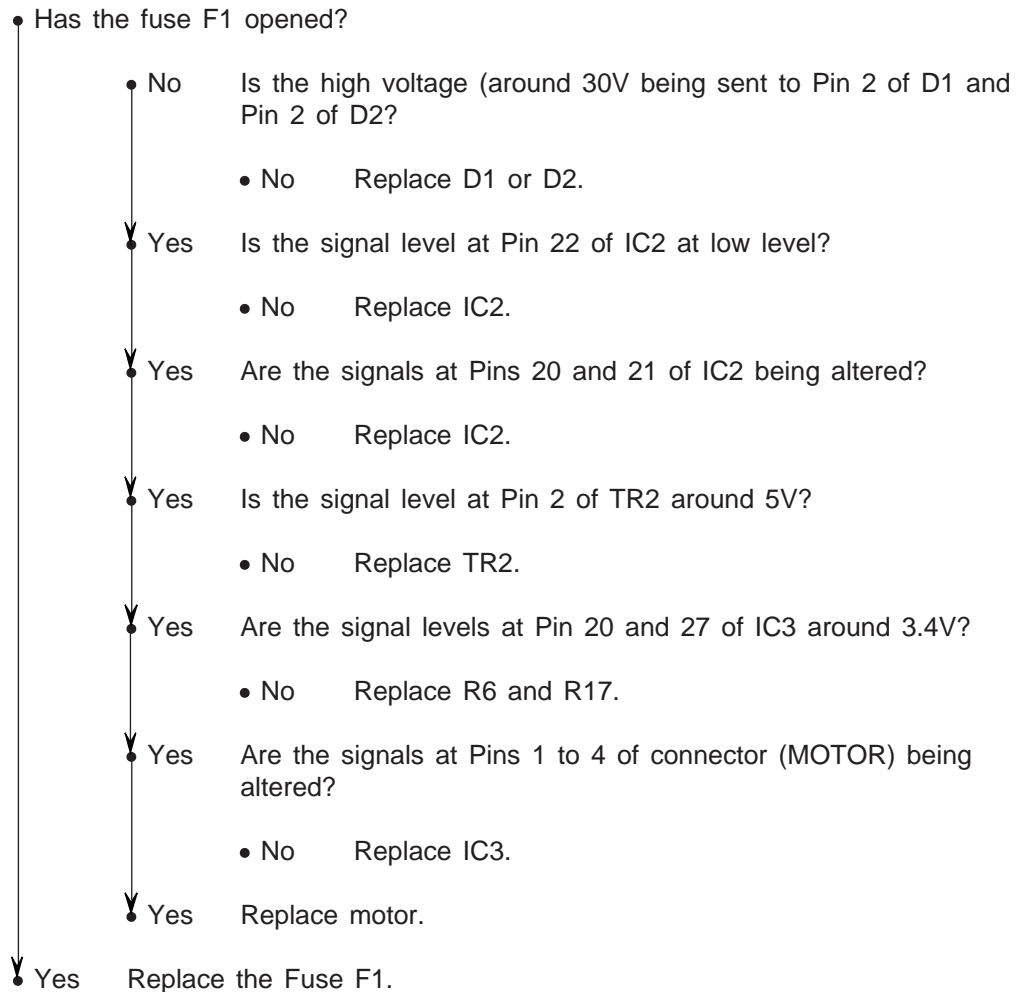 • Has the fuse F1 opened?
• No Is the high voltage (around 30V being sent to Pin 2 of D1 and
Pin 2 of D2?
• No Replace D1 or D2.
• Yes Is the signal level at Pin 22 of IC2 at low level?
• No Replace IC2.
• Yes Are the signals at Pins 20 and 21 of IC2 being altered?
• No Replace IC2.
• Yes Is the signal level at Pin 2 of TR2 around 5V?
• No Replace TR2.
• Yes Are the signal levels at Pin 20 and 27 of IC3 around 3.4V?
• No Replace R6 and R17.
• Yes Are the signals at Pins 1 to 4 of connector (MOTOR) being
altered?
• No Replace IC3.
• Yes Replace motor.
• Yes Replace the Fuse F1.